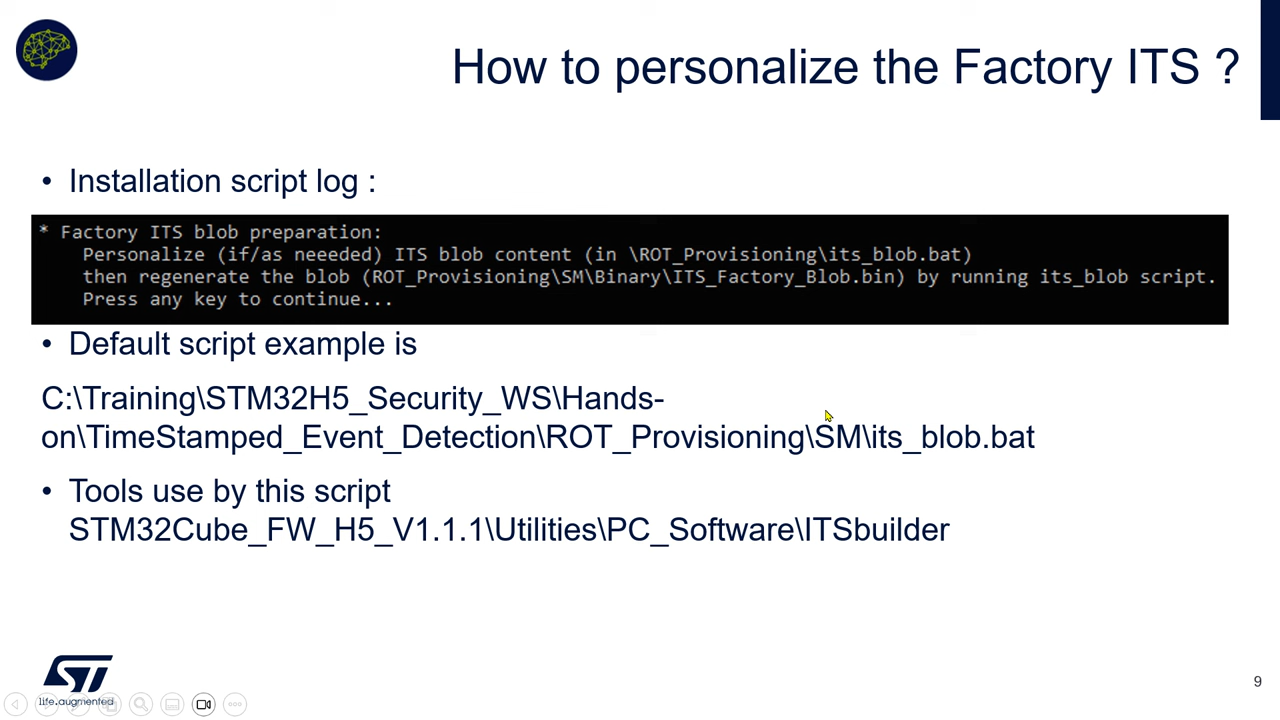 How to personalize the Factory ITS ?
• Installation script log :
* Factory ITS blob preparation:
Personalize (if/as neeeded) ITS blob content (in \ROT_Provisioning\its_blob.bat)
then regenerate the blob (ROT_Provisioning\SM\Binary\ITS_Factory_Blob.bin) by running its_blob script.
Press any key to continue...
• Default script example is
C:\Training\STM32H5_Security_WS\Hands-
on\TimeStamped_Event_Detection\ROT_Provisioning\SM\its_blob.bat
• Tools use by this script
STM32Cube_FW_H5_V1.1.1\Utilities\PC_Software\ITSbuilder
ST
life.augmented
9